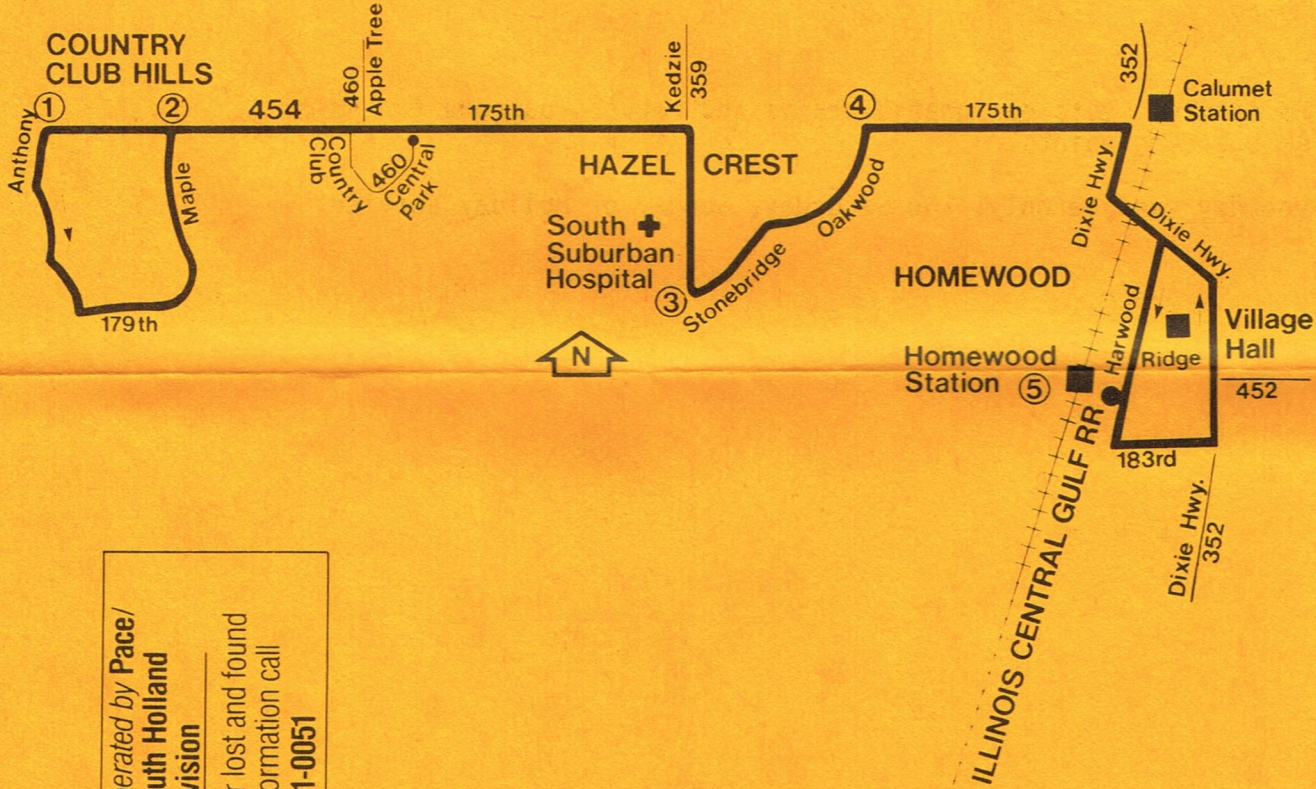 COUNTRY
CLUB HILLS
1
2
454
460
Apple Tree
175th
Kedzie
359
4
175th
352
Calumet
Station
Anthony
Maple
Country
Club
460
Central
Park
HAZEL CREST
South
Suburban
Hospital
3
Stonebridge
Oakwood
Dixie Hwy.
Dixie Hwy.
HOMEWOOD
179th
N
Harwood
Ridge
Village
Hall
Homewood
Station 5
452
183rd
Dixie Hwy.
352
ILLINOIS CENTRAL GULF RR
erated by Pace/
uth Holland
vision
r lost and found
ormation call
1-0051